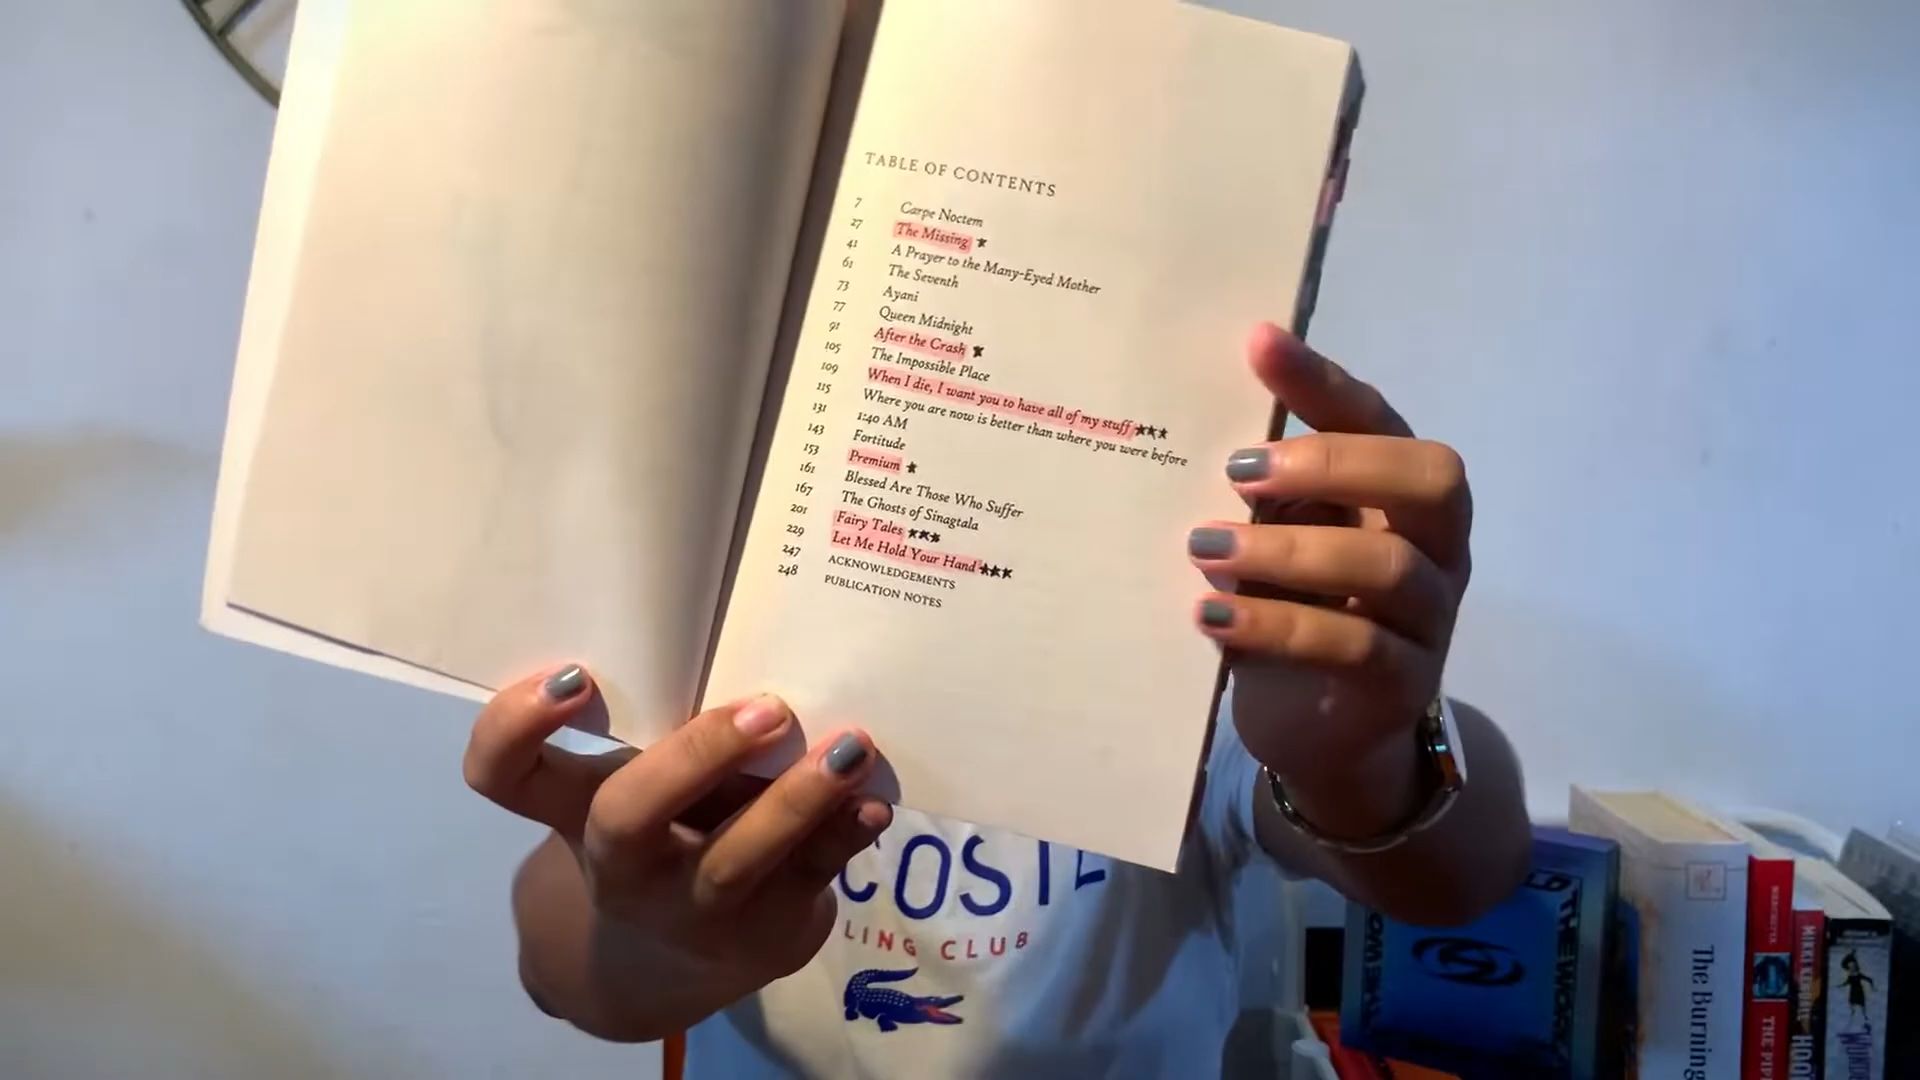 TABLE OF CONTENTS
7 Carpe Noctem
27 The Missing ★
41 A Prayer to the Many-Eyed Mother
61 The Seventh
73 Ayani
77 Queen Midnight
91 After the Crash ★
105 The Impossible Place
109 When I die, I want you to have all of my stuff ★★★
115 Where you are now is better than where you were before
131 1:40 AM
143 Fortitude
153 Premium ★
161 Blessed Are Those Who Suffer
167 The Ghosts of Sinagtala
201 Fairy Tales ★★★
229 Let Me Hold Your Hand ★★★
247 ACKNOWLEDGEMENTS
248 PUBLICATION NOTES
COSTE
LING CLUB
The Burning
THE PIP